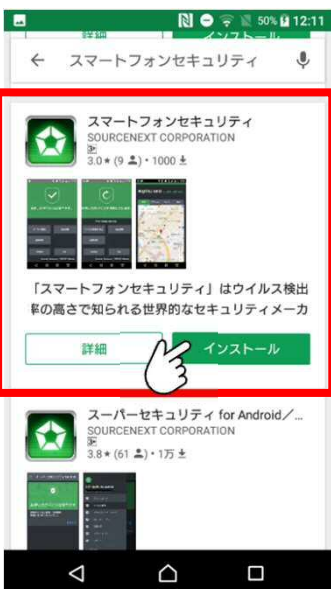 50% 12:11
詳細 インストール
スマートフォンセキュリティ
スマートフォンセキュリティ
SOURCENEXT CORPORATION
3+
3.0★ (9) • 1000
「スマートフォンセキュリティ」はウイルス検出
率の高さで知られる世界的なセキュリティメーカ
詳細 インストール
スーパーセキュリティ for Android／...
SOURCENEXT CORPORATION
3+
3.8★ (61) • 1万